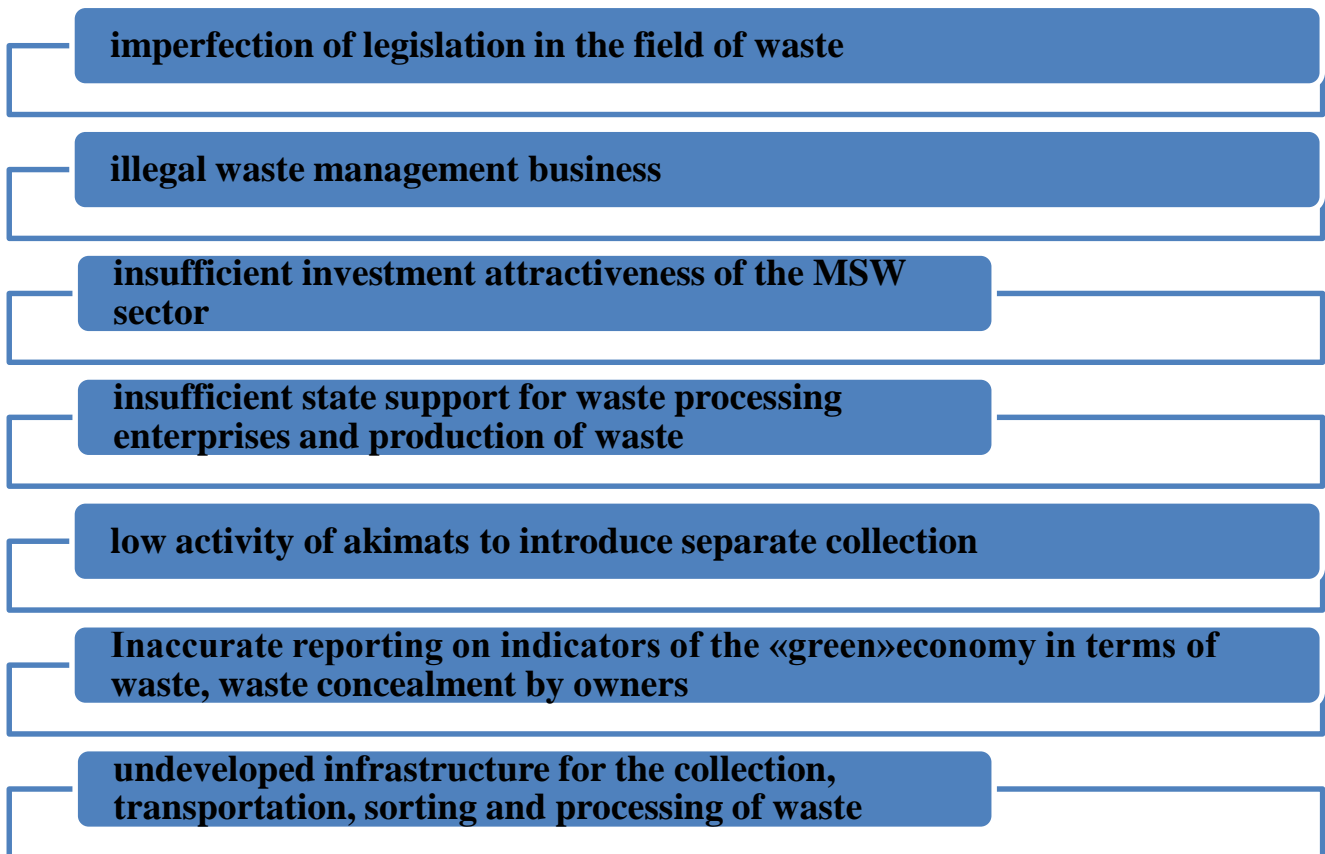 imperfection of legislation in the field of waste
illegal waste management business
insufficient investment attractiveness of the MSW
sector
insufficient state support for waste processing
enterprises and production of waste
low activity of akimats to introduce separate collection
Inaccurate reporting on indicators of the «green»economy in terms of
waste, waste concealment by owners
undeveloped infrastructure for the collection,
transportation, sorting and processing of waste